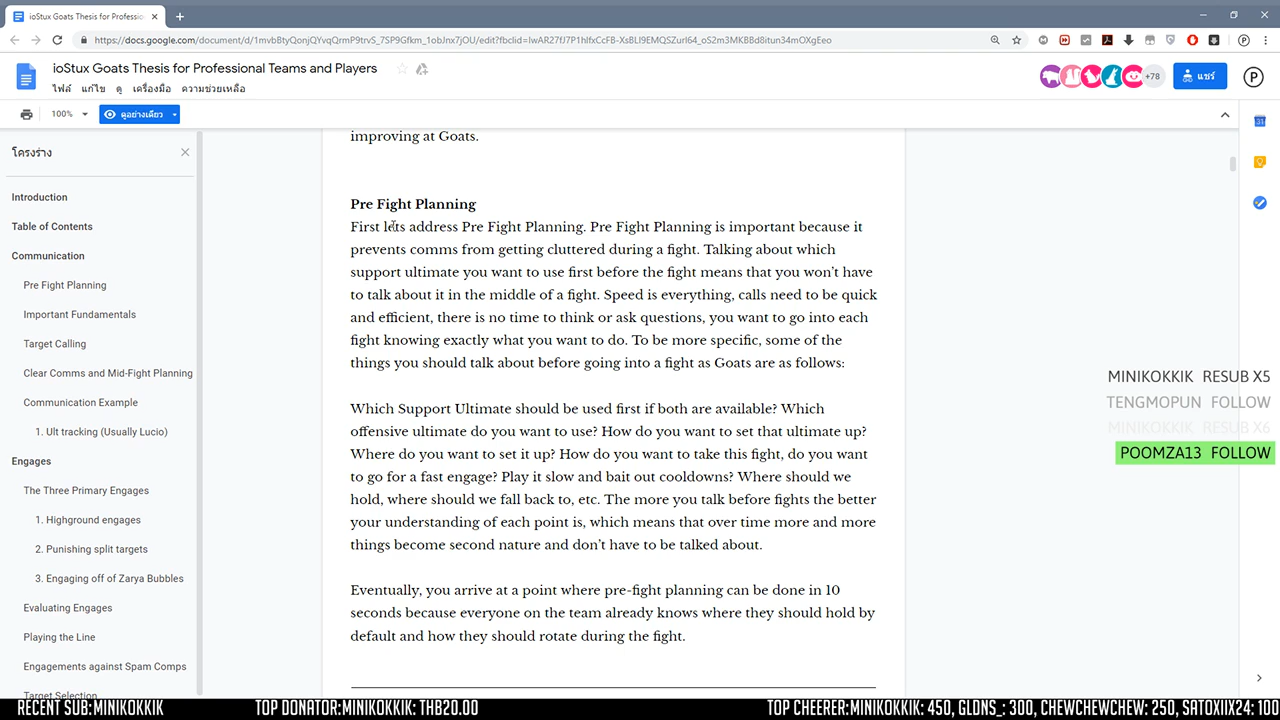 ioStux Goats Thesis for Professio
https://docs.google.com/document/d/1mvbBtyQonjQYvqQrmP9trvS_7SP9Gfkm_1obJnx7jOU/edit?fbclid=IwAR27fJ7P1hlfxCcFB-XsBLI9EMQSZurl64_oS2m3MKBBd8itun34mOXgEeo
ioStux Goats Thesis for Professional Teams and Players
ไฟล์ แก้ไข ดู เครื่องมือ ความช่วยเหลือ
+78
แชร์
P
100%
ดูอย่างเดียว
โครงร่าง
Introduction
Table of Contents
Communication
Pre Fight Planning
Important Fundamentals
Target Calling
Clear Comms and Mid-Fight Planning
Communication Example
1. Ult tracking (Usually Lucio)
Engages
The Three Primary Engages
1. Highground engages
2. Punishing split targets
3. Engaging off of Zarya Bubbles
Evaluating Engages
Playing the Line
Engagements against Spam Comps
Target Selection
improving at Goats.
Pre Fight Planning
First lets address Pre Fight Planning. Pre Fight Planning is important because it
prevents comms from getting cluttered during a fight. Talking about which
support ultimate you want to use first before the fight means that you won't have
to talk about it in the middle of a fight. Speed is everything, calls need to be quick
and efficient, there is no time to think or ask questions, you want to go into each
fight knowing exactly what you want to do. To be more specific, some of the
things you should talk about before going into a fight as Goats are as follows:
Which Support Ultimate should be used first if both are available? Which
offensive ultimate do you want to use? How do you want to set that ultimate up?
Where do you want to set it up? How do you want to take this fight, do you want
to go for a fast engage? Play it slow and bait out cooldowns? Where should we
hold, where should we fall back to, etc. The more you talk before fights the better
your understanding of each point is, which means that over time more and more
things become second nature and don't have to be talked about.
Eventually, you arrive at a point where pre-fight planning can be done in 10
seconds because everyone on the team already knows where they should hold by
default and how they should rotate during the fight.
MINIKOKKIK RESUB X5
TENGMOPUN FOLLOW
MINIKOKKIK RESUB X6
POOMZA13 FOLLOW
RECENT SUB:MINIKOKKIK TOP DONATOR:MINIKOKKIK: THB20.00 TOP CHEERER:MINIKOKKIK: 450, GLDNS_: 300, CHEWCHEWCHEW: 250, SATOXIIX24: 100